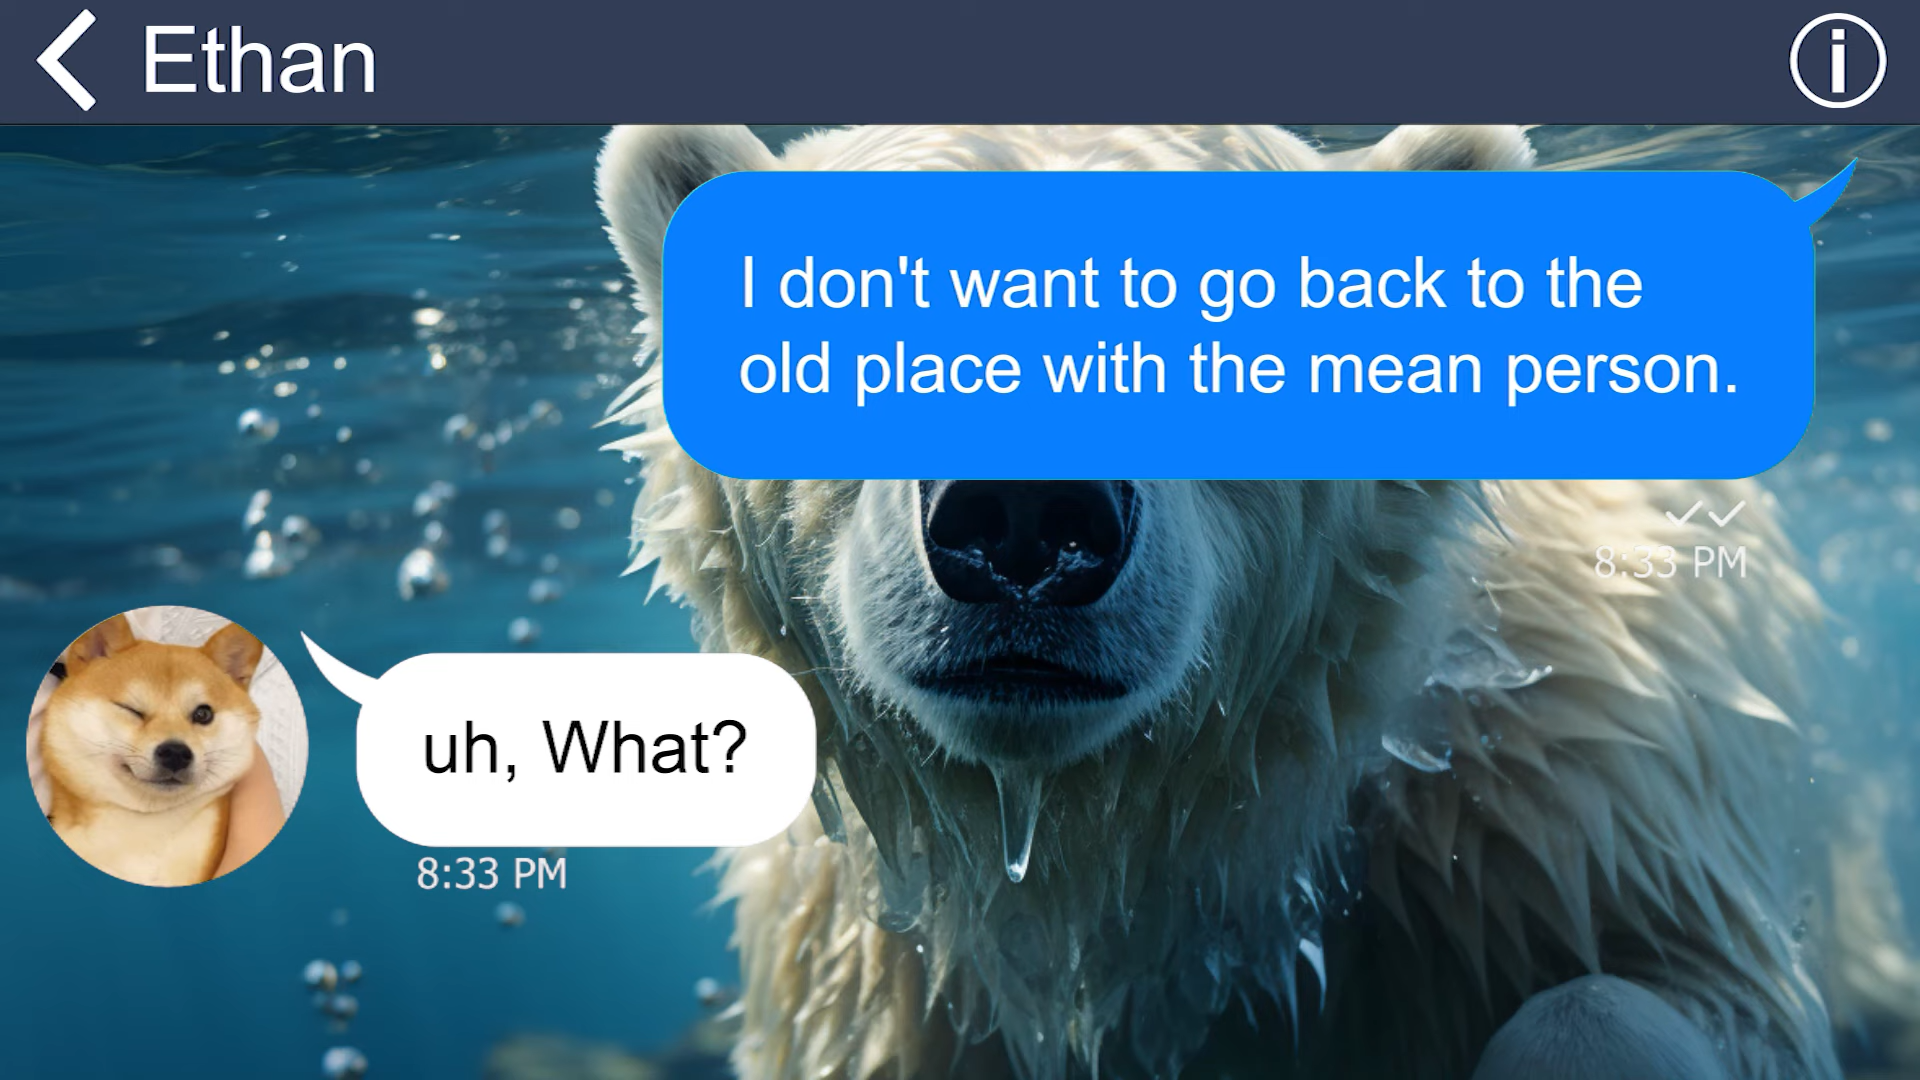 Ethan
I don't want to go back to the
old place with the mean person.
8:33 PM
uh, What?
8:33 PM